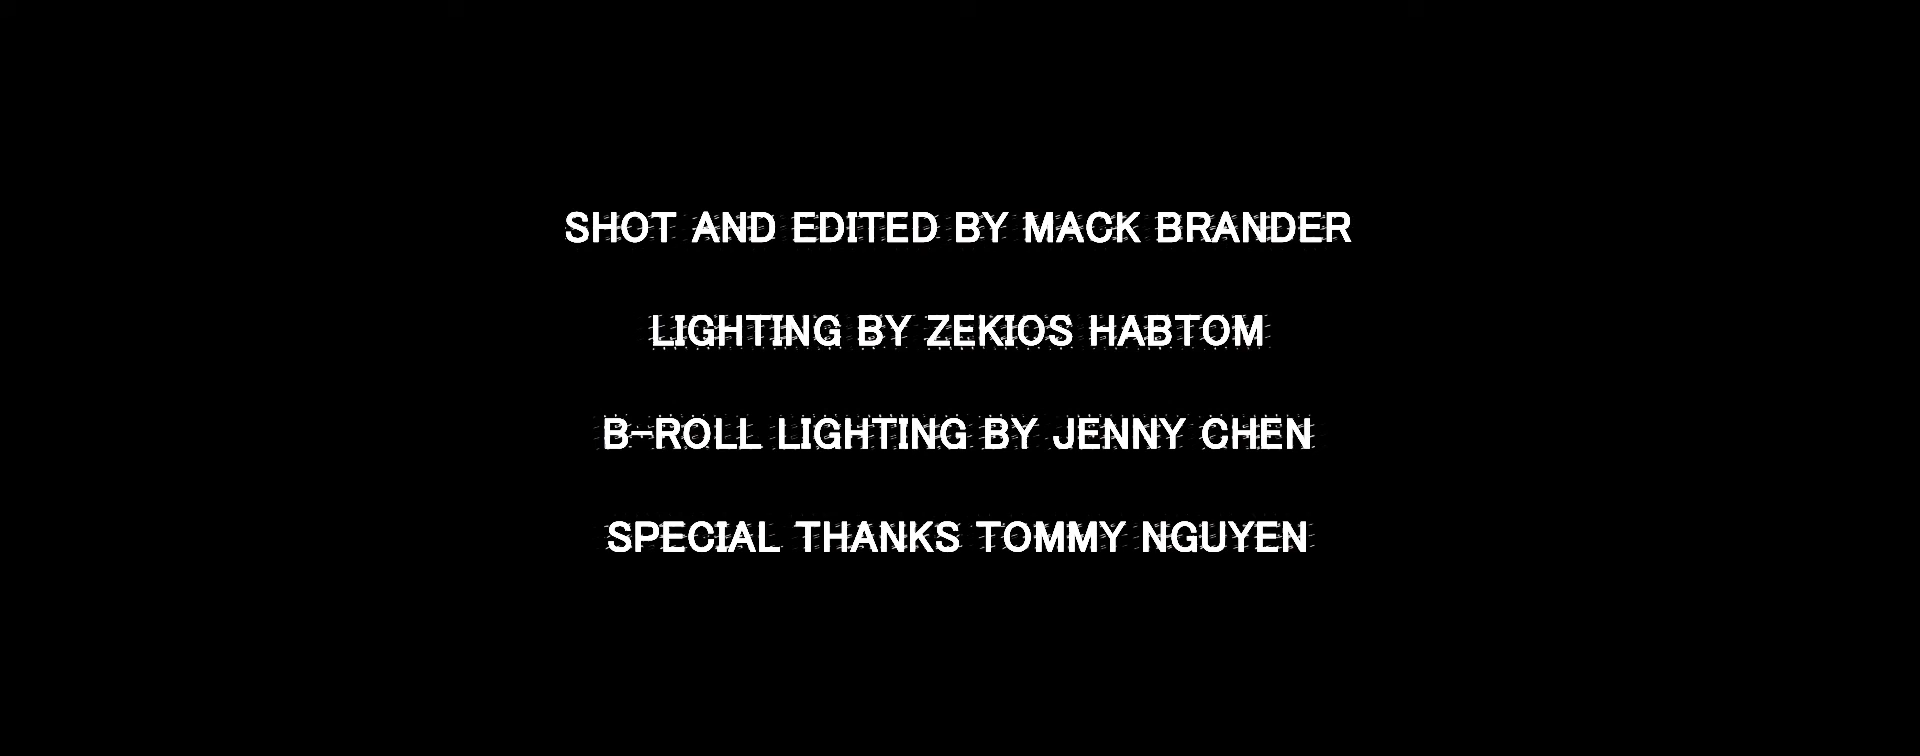 SHOT AND EDITED BY MACK BRANDER
LIGHTING BY ZEKIOS HABTOM
B-ROLL LIGHTING BY JENNY CHEN
SPECIAL THANKS TOMMY NGUYEN